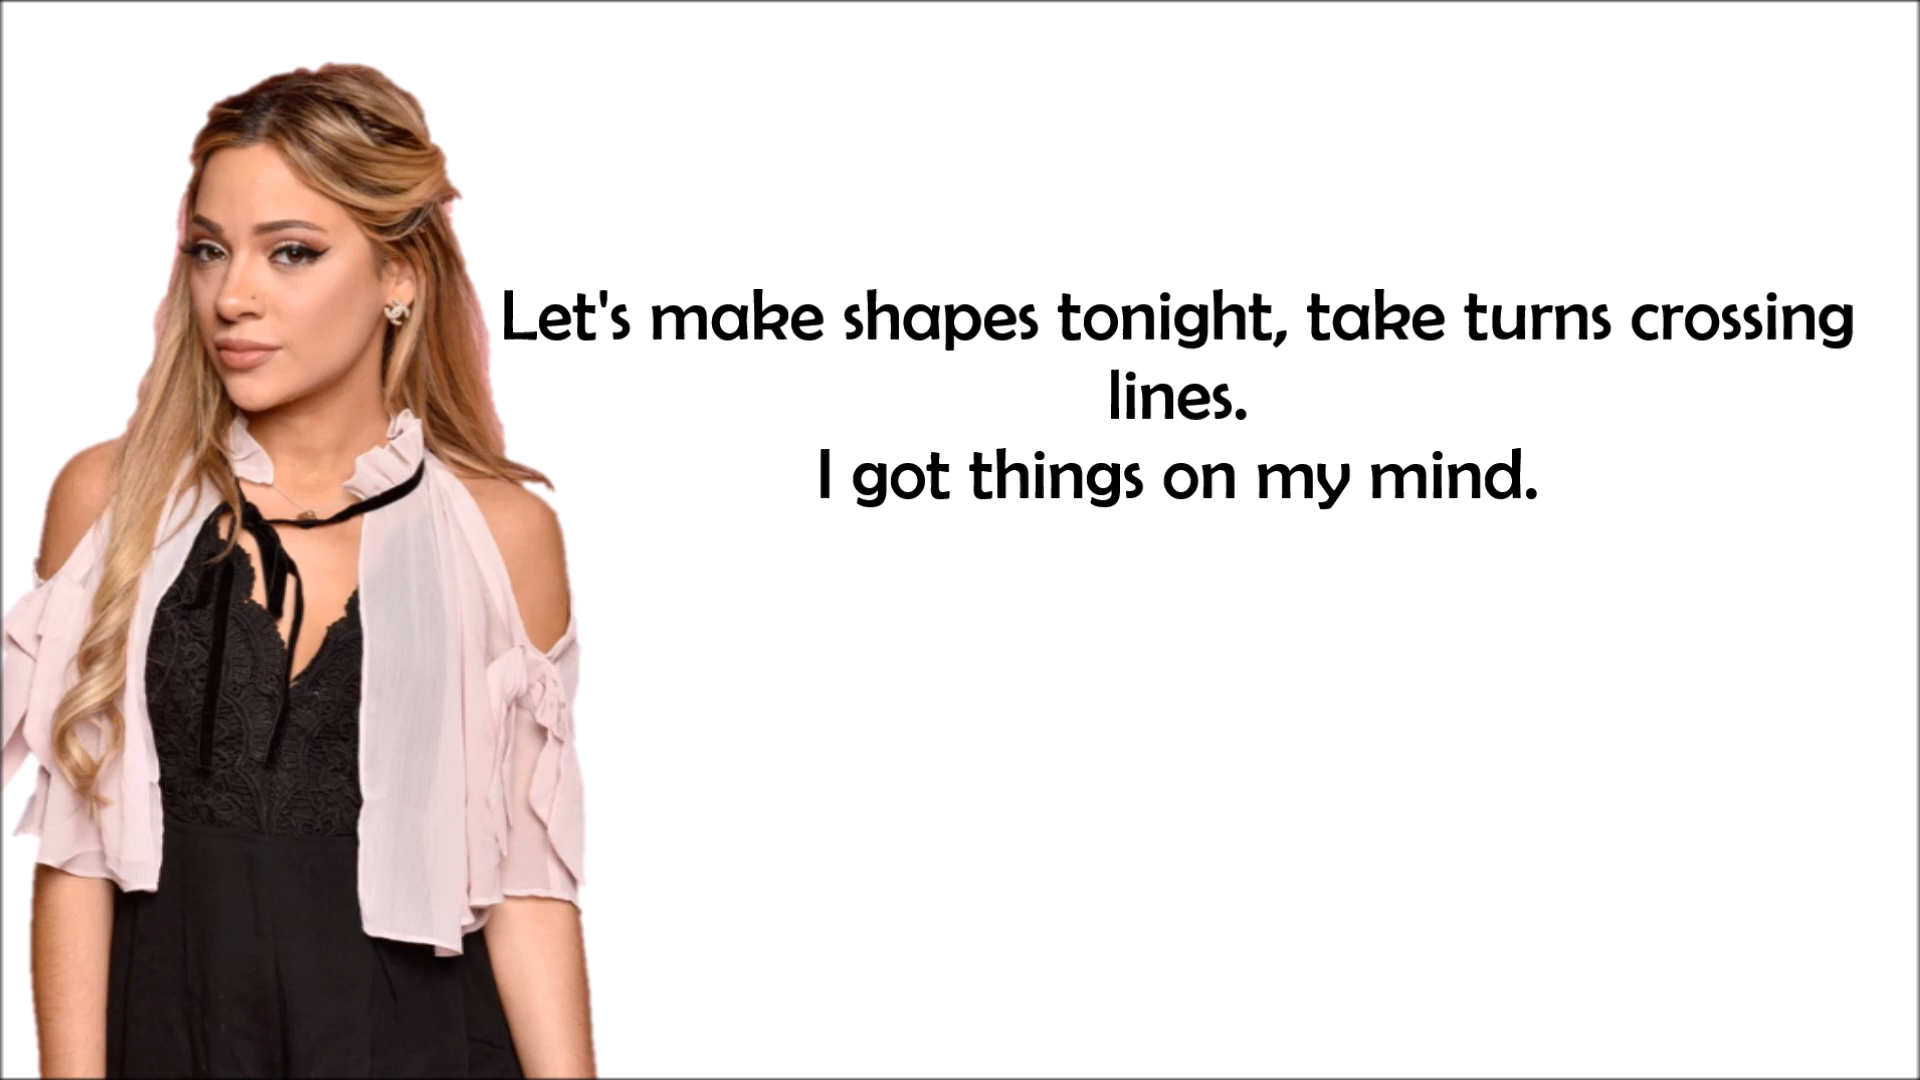 Let's make shapes tonight, take turns crossing
lines.
I got things on my mind.